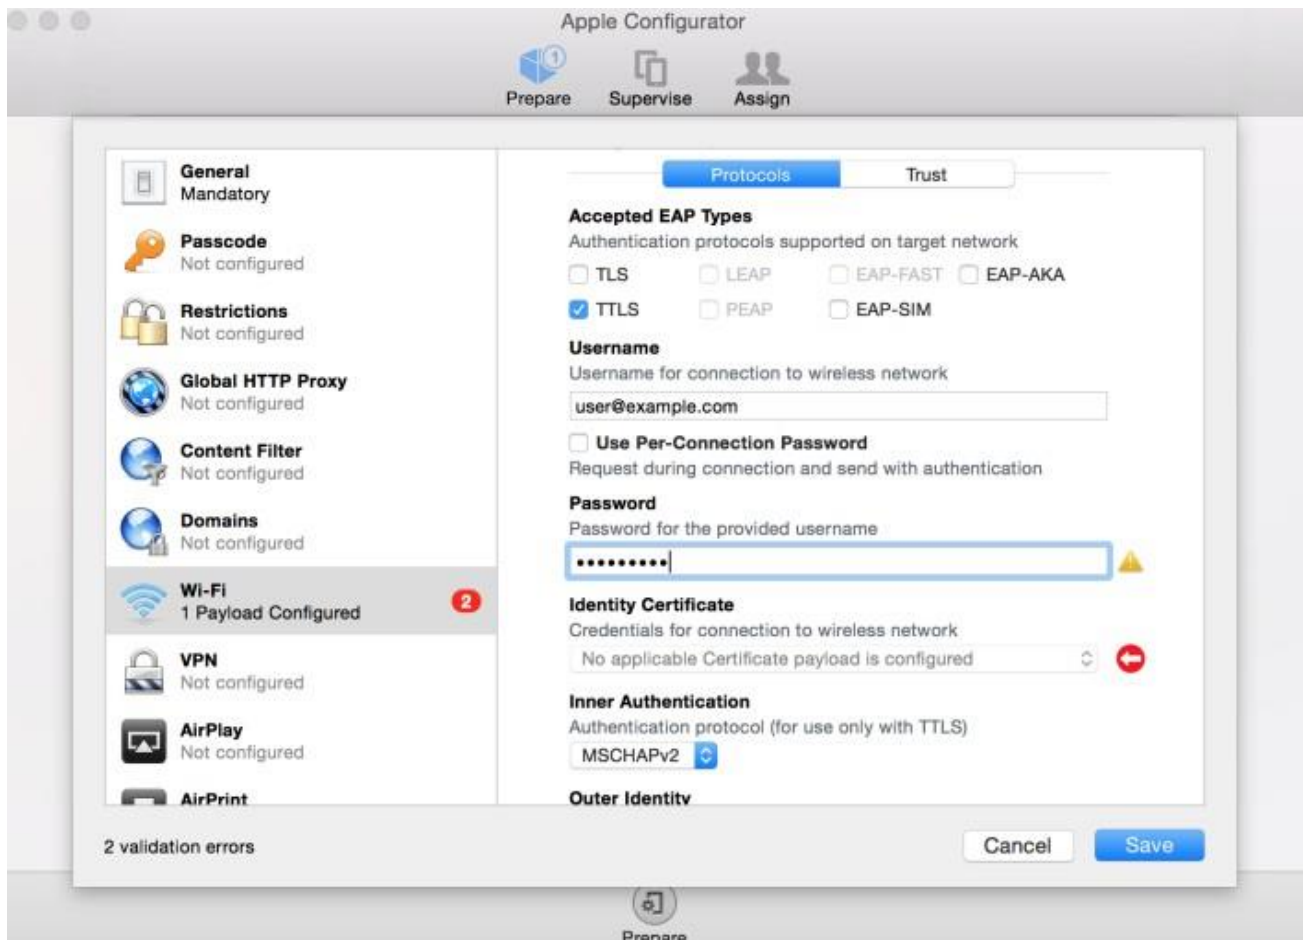 Apple Configurator
1
Prepare
Supervise
Assign
General
Mandatory
Passcode
Not configured
Restrictions
Not configured
Global HTTP Proxy
Not configured
Content Filter
Not configured
Domains
Not configured
Wi-Fi
1 Payload Configured
2
VPN
Not configured
AirPlay
Not configured
AirPrint
Protocols
Trust
Accepted EAP Types
Authentication protocols supported on target network
TLS LEAP EAP-FAST EAP-AKA
TTLS PEAP EAP-SIM
Username
Username for connection to wireless network
user@example.com
Use Per-Connection Password
Request during connection and send with authentication
Password
Password for the provided username
•••••••••
Identity Certificate
Credentials for connection to wireless network
No applicable Certificate payload is configured
Inner Authentication
Authentication protocol (for use only with TTLS)
MSCHAPv2
Outer Identity
2 validation errors
Cancel
Save
Prepare